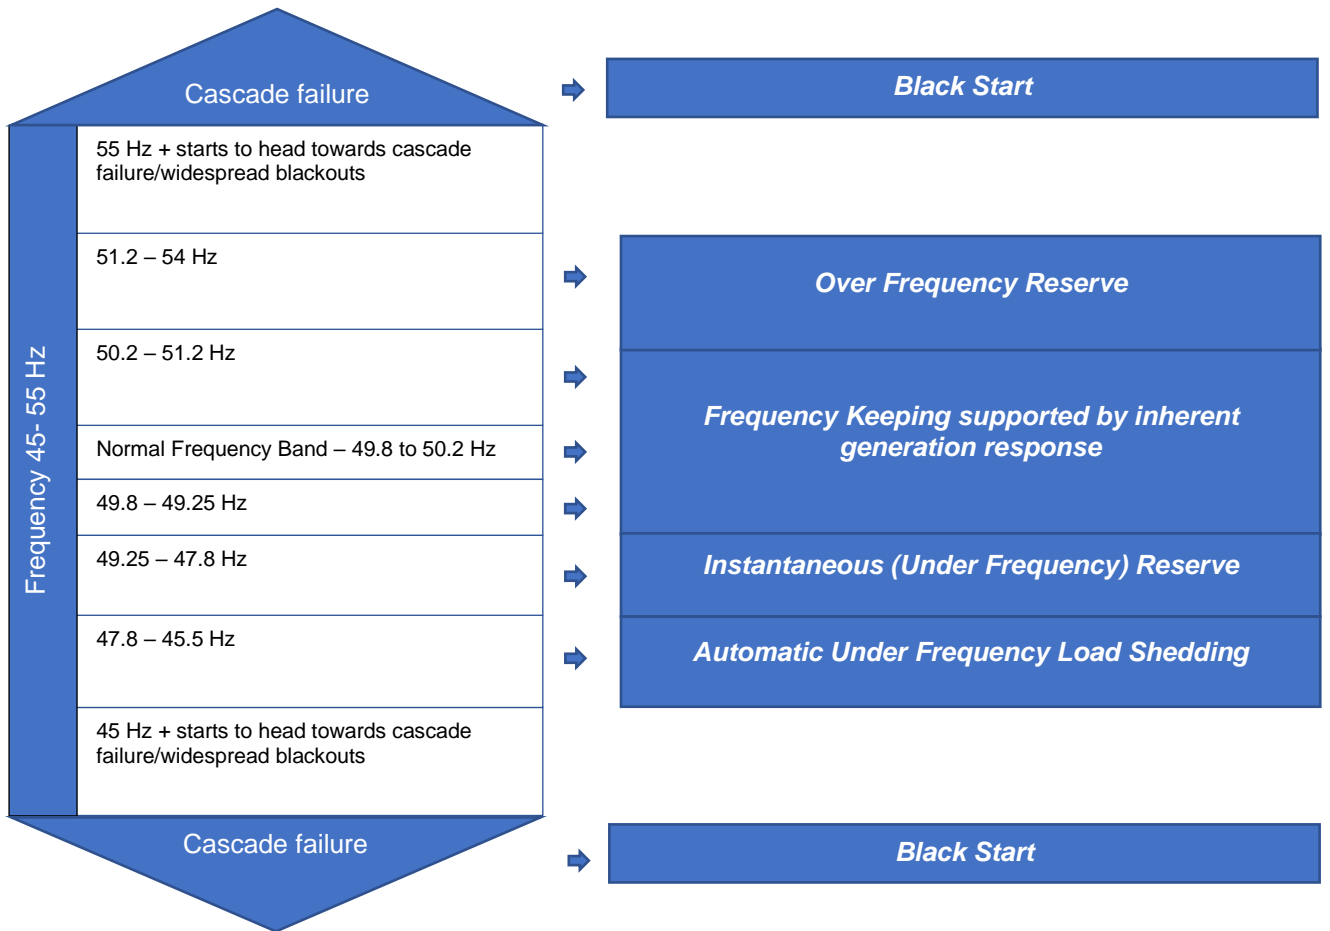 Cascade failure
Black Start
55 Hz + starts to head towards cascade
failure/widespread blackouts
51.2 – 54 Hz
Over Frequency Reserve
50.2 – 51.2 Hz
Frequency Keeping supported by inherent
generation response
Normal Frequency Band – 49.8 to 50.2 Hz
49.8 – 49.25 Hz
49.25 – 47.8 Hz
Instantaneous (Under Frequency) Reserve
47.8 – 45.5 Hz
Automatic Under Frequency Load Shedding
45 Hz + starts to head towards cascade
failure/widespread blackouts
Cascade failure
Black Start
Frequency 45- 55 Hz